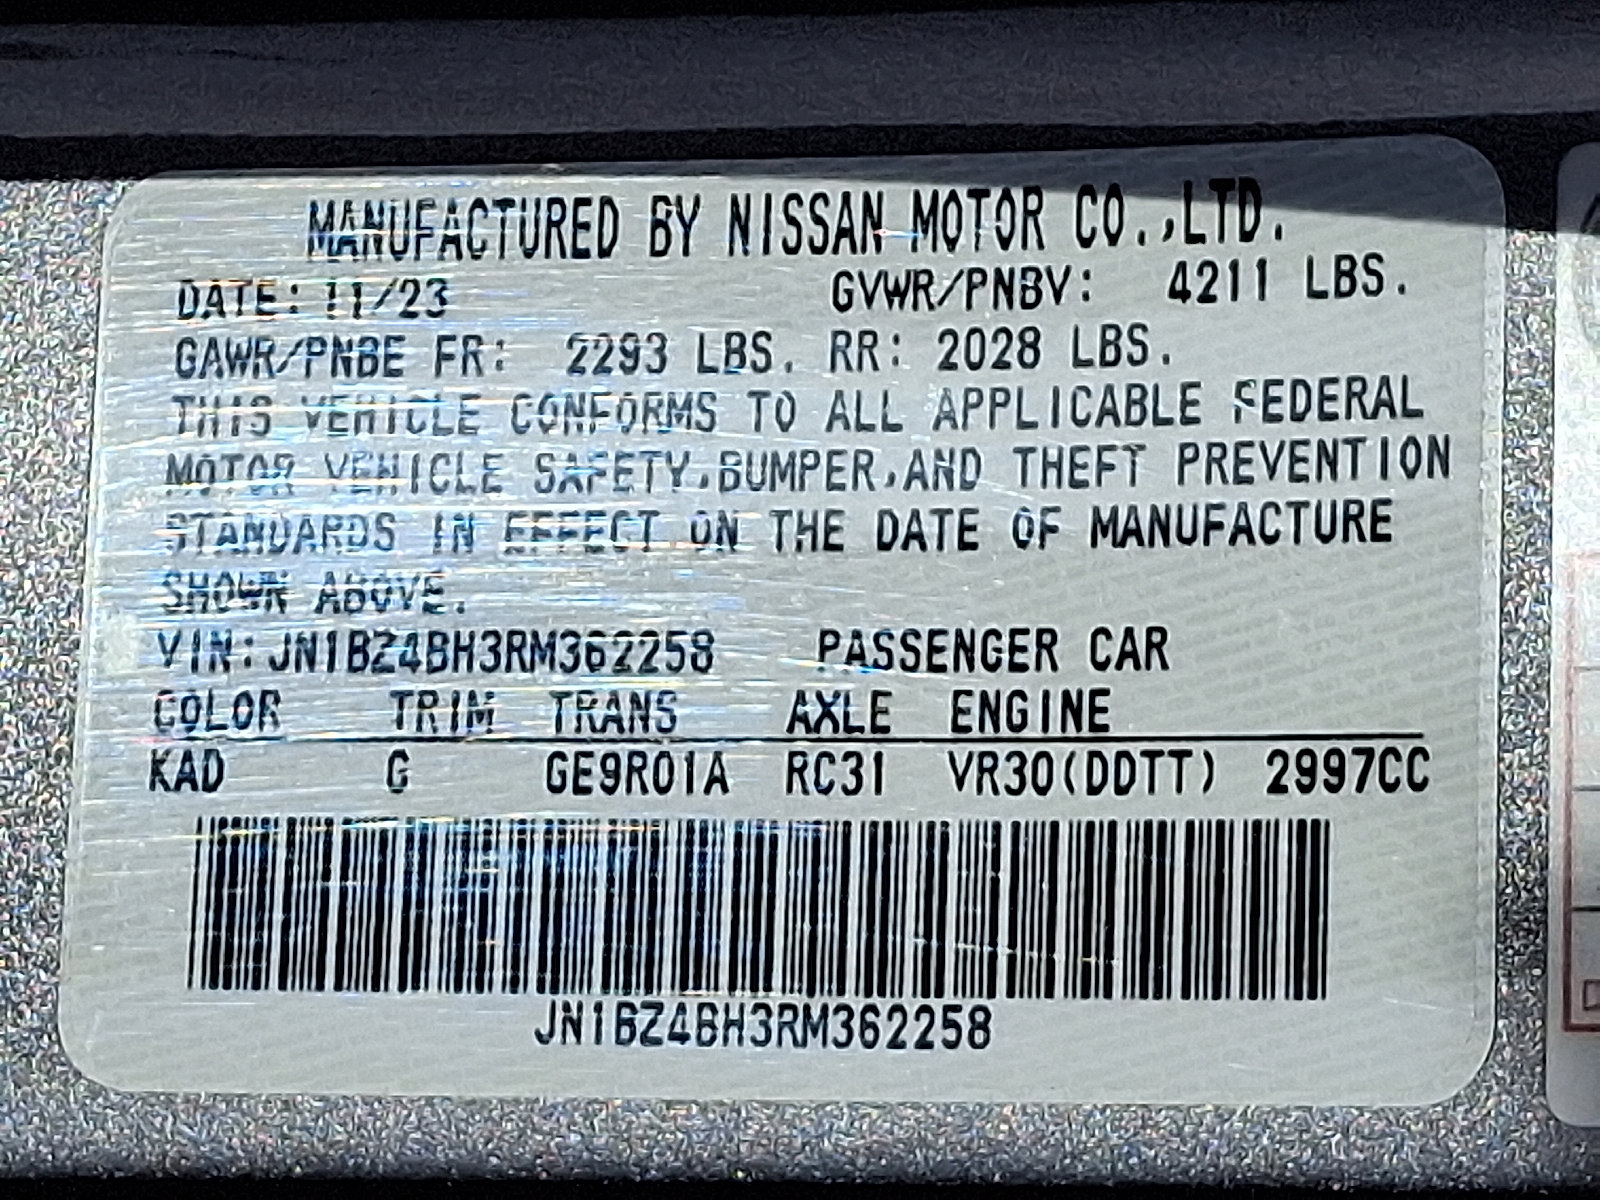 MANUFACTURED BY NISSAN MOTOR CO.,LTD.
DATE: 11/23 GVWR/PNBV: 4211 LBS.
GAWR/PNBE FR: 2293 LBS. RR: 2028 LBS.
THIS VEHICLE CONFORMS TO ALL APPLICABLE FEDERAL
MOTOR VEHICLE SAFETY,BUMPER,AND THEFT PREVENTION
STANDARDS IN EFFECT ON THE DATE OF MANUFACTURE
SHOWN ABOVE.
VIN:JN1BZ4BH3RM362258 PASSENGER CAR
COLOR TRIM TRANS AXLE ENGINE
KAD G GE9R01A RC31 VR30(DDTT) 2997CC
JN1BZ4BH3RM362258